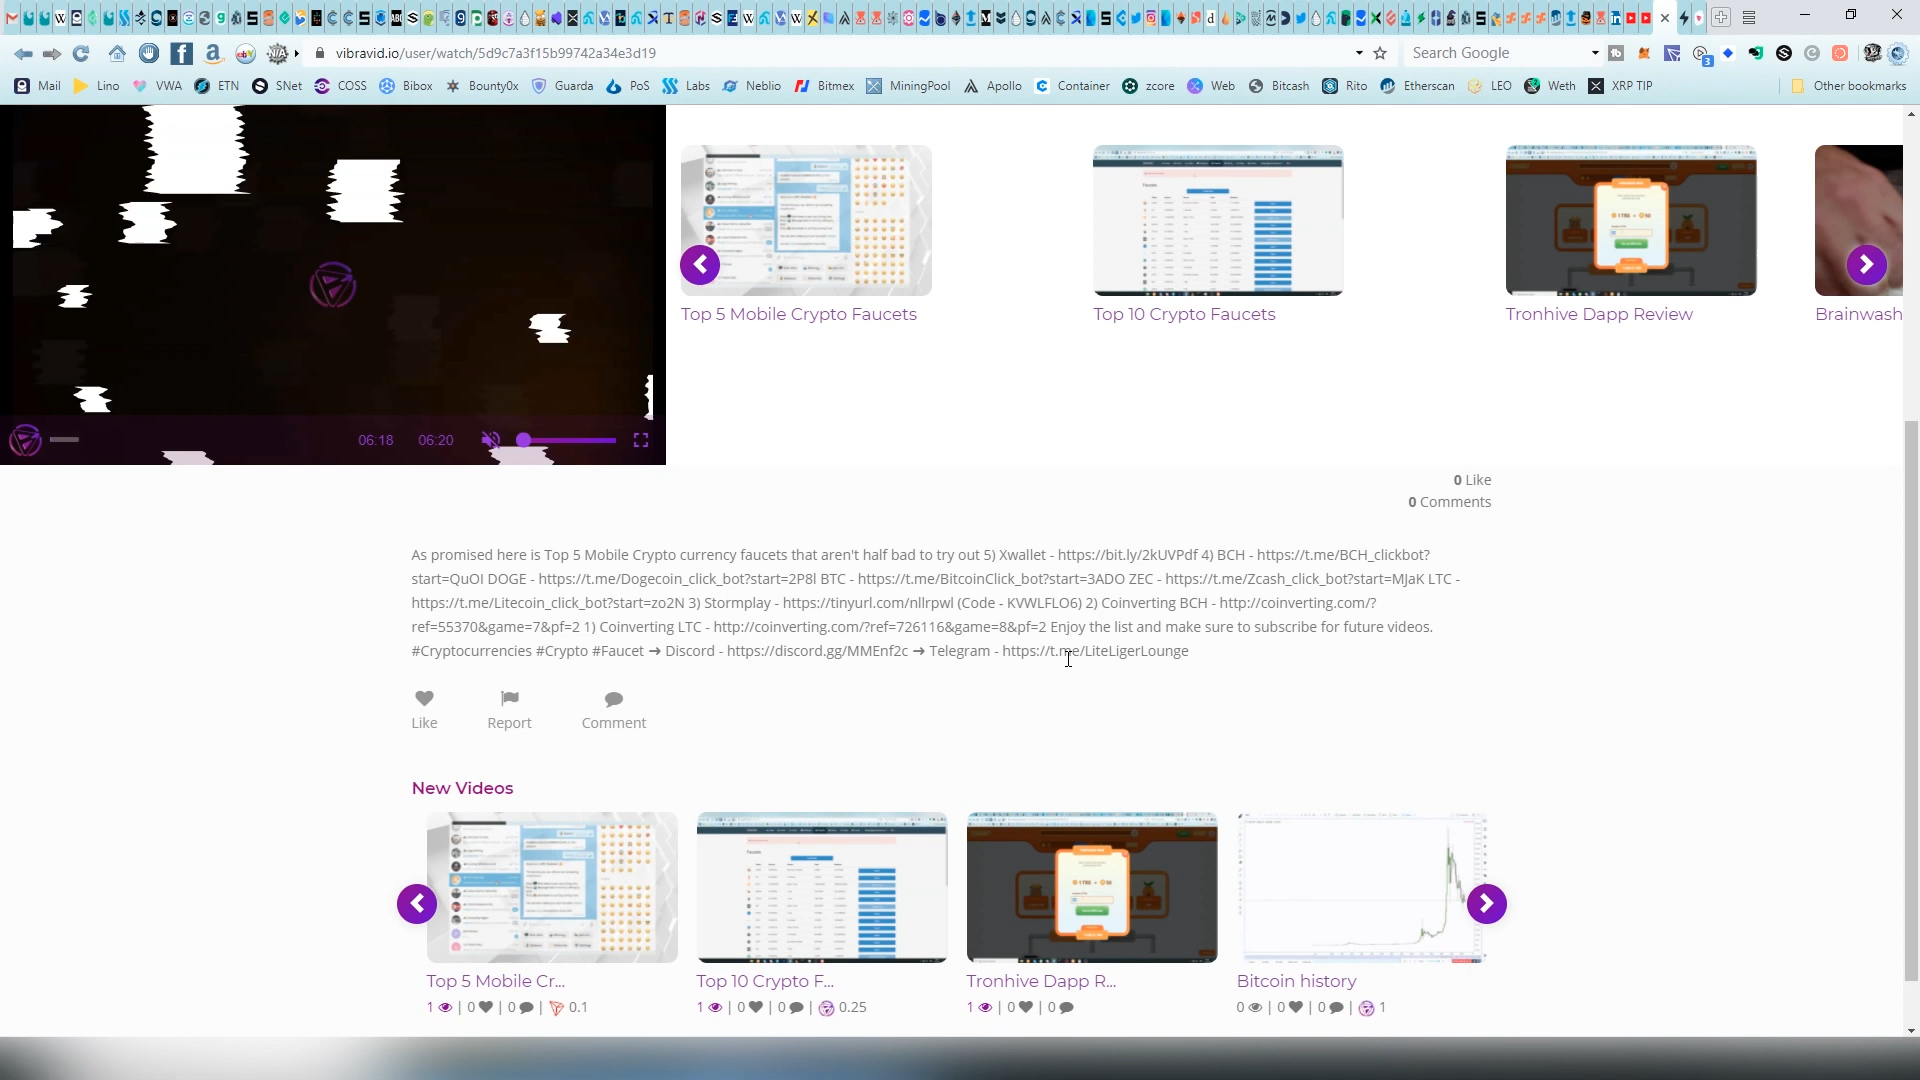 vibravid.io/user/watch/5d9c7a3f15b99742a34e3d19
Search Google
3
Mail Lino VWA ETN SNet COSS Bibox Bounty0x Guarda PoS Labs Neblio Bitmex MiningPool Apollo Container zcore Web Bitcash Rito Etherscan LEO Weth XRP TIP Other bookmarks
Top 5 Mobile Crypto Faucets
Top 10 Crypto Faucets
Tronhive Dapp Review
Brainwash
06:18 06:20
0 Like
0 Comments
As promised here is Top 5 Mobile Crypto currency faucets that aren't half bad to try out 5) Xwallet - https://bit.ly/2kUVPdf 4) BCH - https://t.me/BCH_clickbot?
start=QuOI DOGE - https://t.me/Dogecoin_click_bot?start=2P8l BTC - https://t.me/BitcoinClick_bot?start=3ADO ZEC - https://t.me/Zcash_click_bot?start=MJaK LTC -
https://t.me/Litecoin_click_bot?start=zo2N 3) Stormplay - https://tinyurl.com/nllrpwl (Code - KVWLFLO6) 2) Coinverting BCH - http://coinverting.com/?
ref=55370&game=7&pf=2 1) Coinverting LTC - http://coinverting.com/?ref=726116&game=8&pf=2 Enjoy the list and make sure to subscribe for future videos.
#Cryptocurrencies #Crypto #Faucet ➔ Discord - https://discord.gg/MMEnf2c ➔ Telegram - https://t.me/LiteLigerLounge
Like Report Comment
New Videos
Top 5 Mobile Cr...
1 | 0 | 0 | 0.1
Top 10 Crypto F...
1 | 0 | 0 | 0.25
Tronhive Dapp R...
1 | 0 | 0
Bitcoin history
0 | 0 | 0 | 1